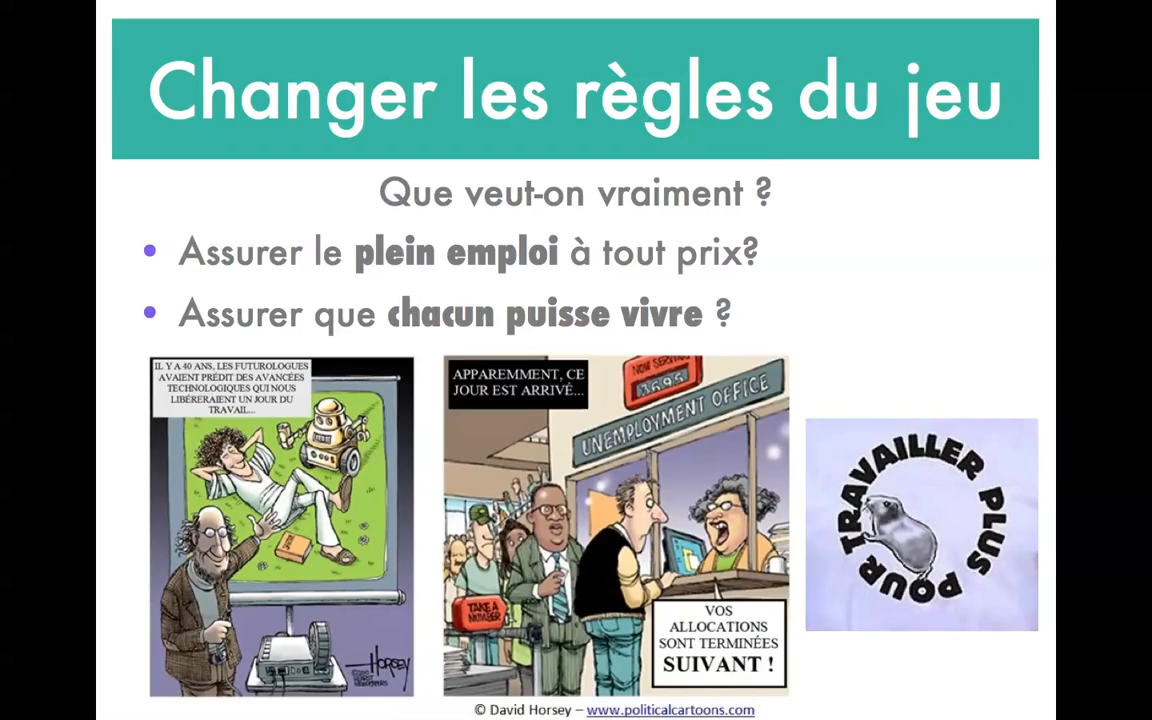 Changer les règles du jeu
Que veut-on vraiment ?
• Assurer le plein emploi à tout prix?
• Assurer que chacun puisse vivre ?
IL Y A 40 ANS, LES FUTUROLOGUES
AVAIENT PRÉDIT DES AVANCÉES
TECHNOLOGIQUES QUI NOUS
LIBÉRERAIENT UN JOUR DU
TRAVAIL...
HORSEY
APPAREMMENT, CE
JOUR EST ARRIVÉ...
NOW SERVING
UNEMPLOYMENT OFFICE
TAKE A
NUMBER
VOS
ALLOCATIONS
SONT TERMINÉES
SUIVANT !
TRAVAILLER PLUS POUR
© David Horsey – www.politicalcartoons.com